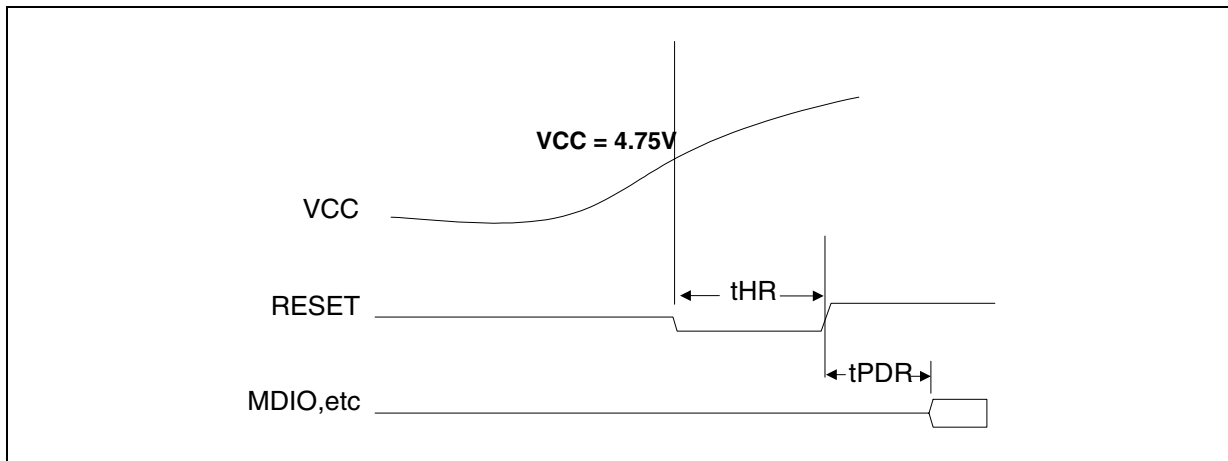 VCC = 4.75V
VCC
tHR
RESET
tPDR
MDIO,etc